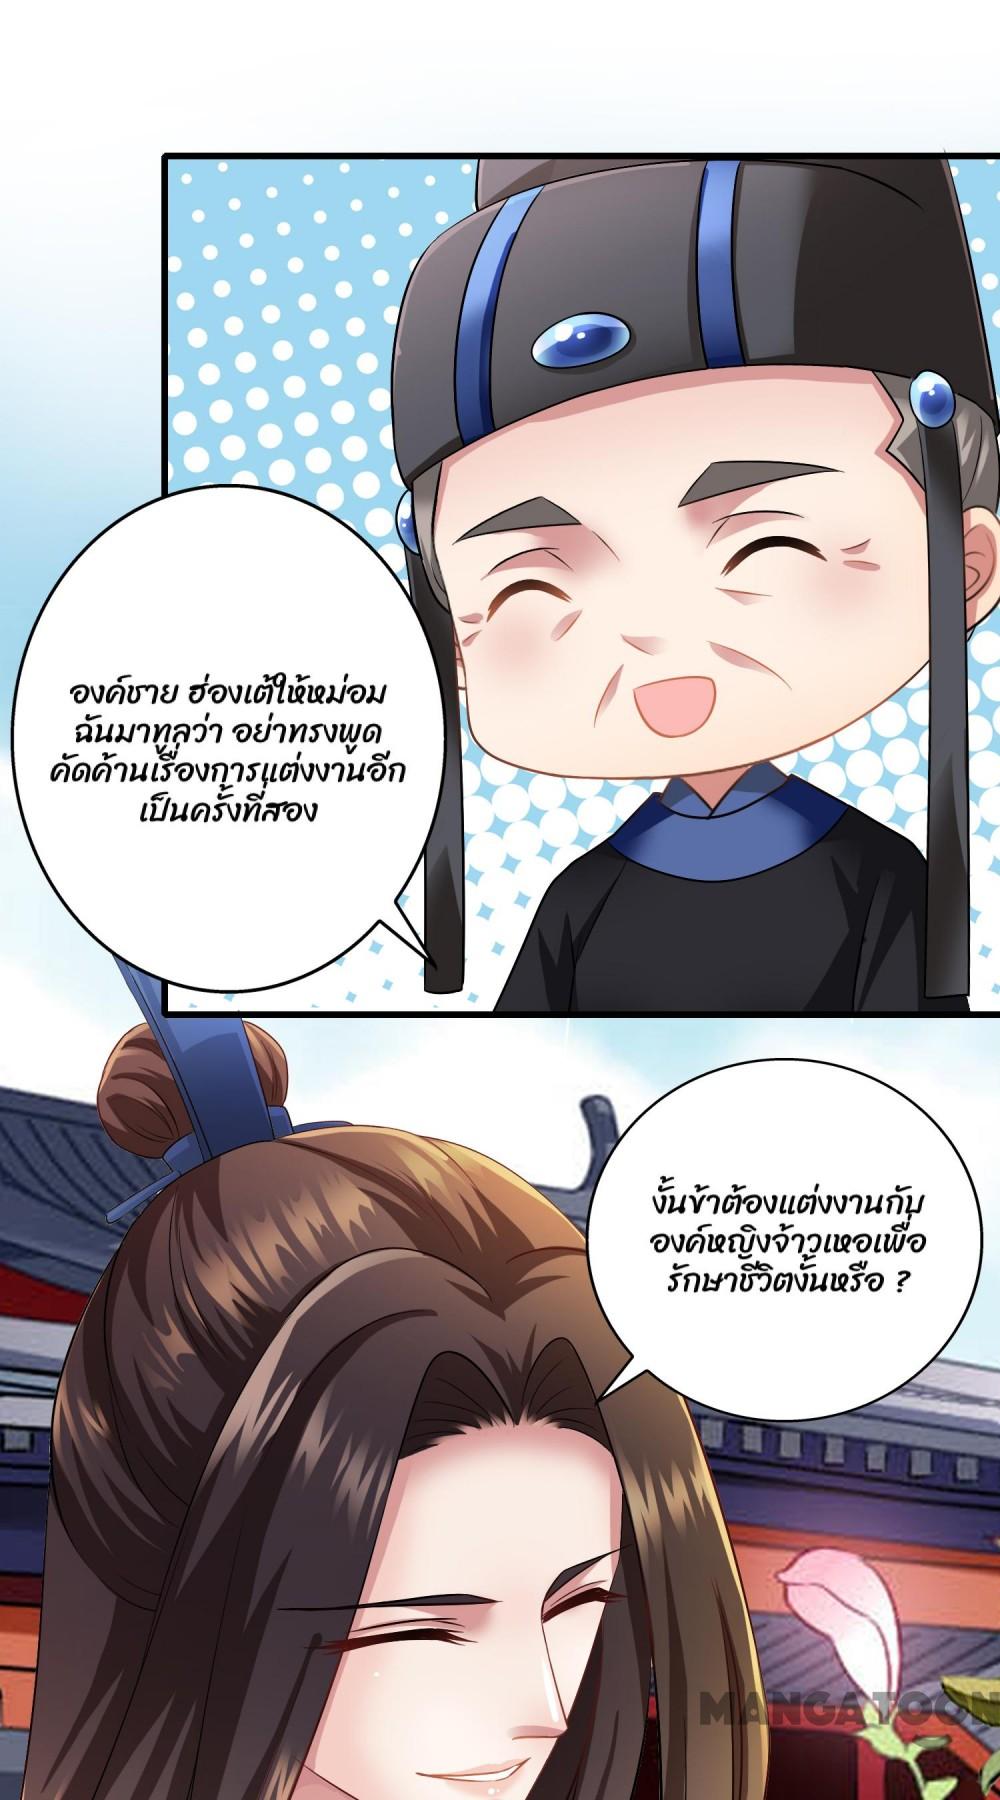 องค์ชาย ฮ่องเต้ให้หม่อม
ฉันมาทูลว่า อย่าทรงพูด
คัดค้านเรื่องการแต่งงานอีก
เป็นครั้งที่สอง
งั้นข้าต้องแต่งงานกับ
องค์หญิงจ้าวเหอเพื่อ
รักษาชีวิตงั้นหรือ ?
MANGATOON